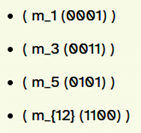 • ( m_1 (0001) )
• ( m_3 (0011) )
• ( m_5 (0101) )
• ( m_{12} (1100) )